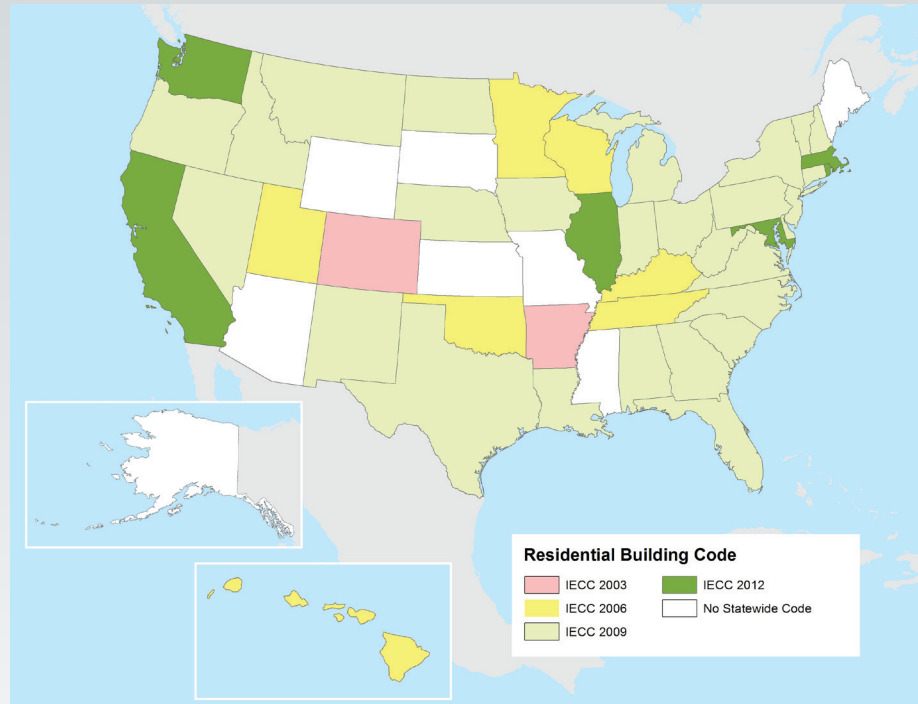 Residential Building Code
IECC 2003
IECC 2006
IECC 2009
IECC 2012
No Statewide Code